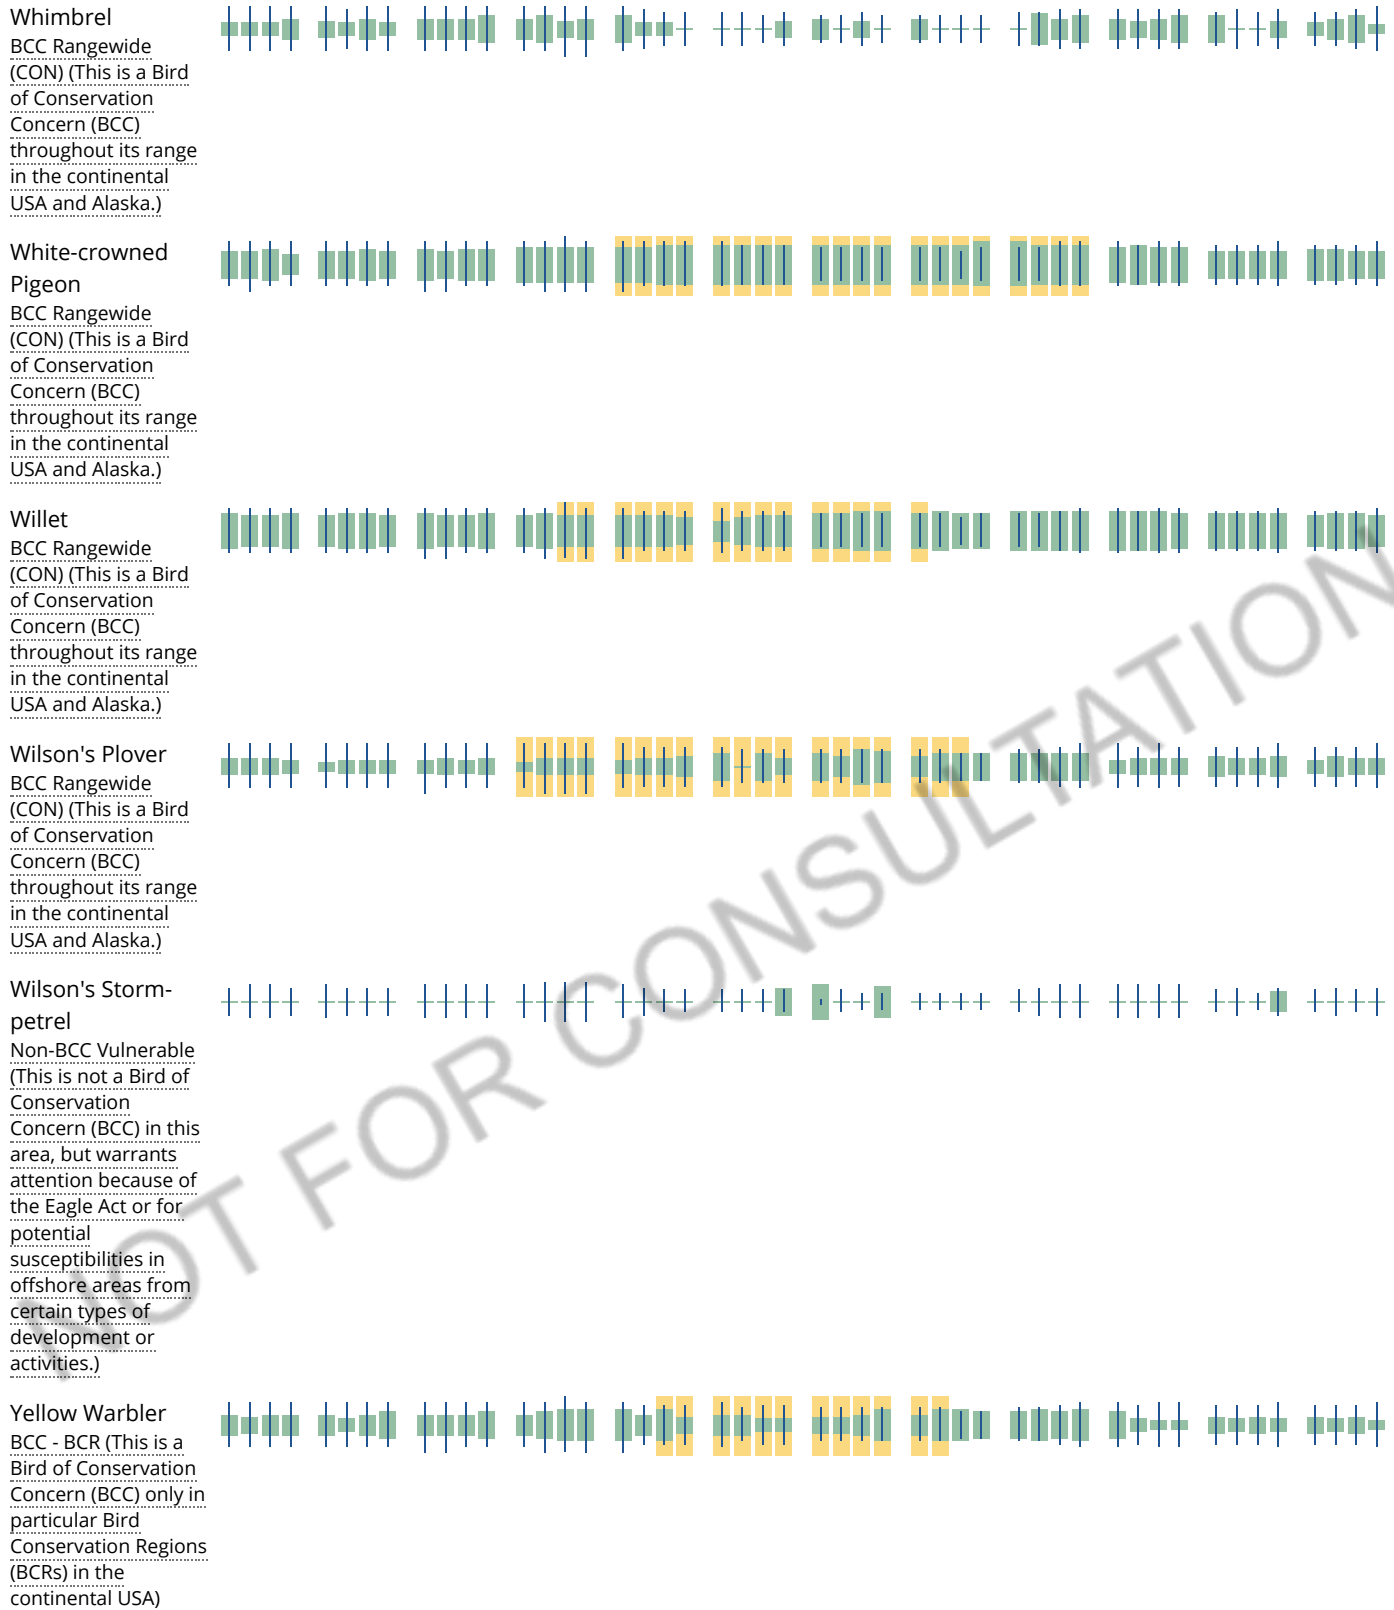 Whimbrel
BCC Rangewide
(CON) (This is a Bird
of Conservation
Concern (BCC)
throughout its range
in the continental
USA and Alaska.)
White-crowned
Pigeon
BCC Rangewide
(CON) (This is a Bird
of Conservation
Concern (BCC)
throughout its range
in the continental
USA and Alaska.)
Willet
BCC Rangewide
(CON) (This is a Bird
of Conservation
Concern (BCC)
throughout its range
in the continental
USA and Alaska.)
Wilson's Plover
BCC Rangewide
(CON) (This is a Bird
of Conservation
Concern (BCC)
throughout its range
in the continental
USA and Alaska.)
Wilson's Storm-
petrel
Non-BCC Vulnerable
(This is not a Bird of
Conservation
Concern (BCC) in this
area, but warrants
attention because of
the Eagle Act or for
potential
susceptibilities in
offshore areas from
certain types of
development or
activities.)
Yellow Warbler
BCC - BCR (This is a
Bird of Conservation
Concern (BCC) only in
particular Bird
Conservation Regions
(BCRs) in the
continental USA)
NOT FOR CONSULTATION